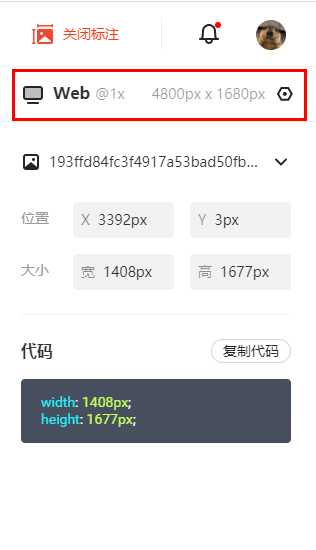 关闭标注
Web @1x 4800px x 1680px
193ffd84fc3f4917a53bad50fb...
位置 X 3392px Y 3px
大小 宽 1408px 高 1677px
代码 复制代码
width: 1408px;
height: 1677px;